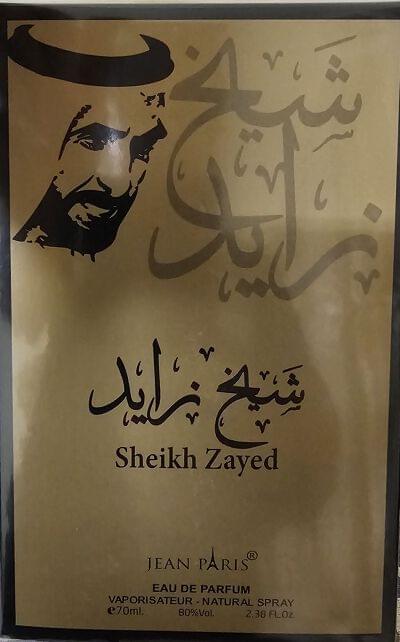 شيخ
زايد
شيخ زايد
Sheikh Zayed
JEAN PARIS®
EAU DE PARFUM
VAPORISATEUR - NATURAL SPRAY
e70ml. 80%Vol. 2.38 FL.Oz.